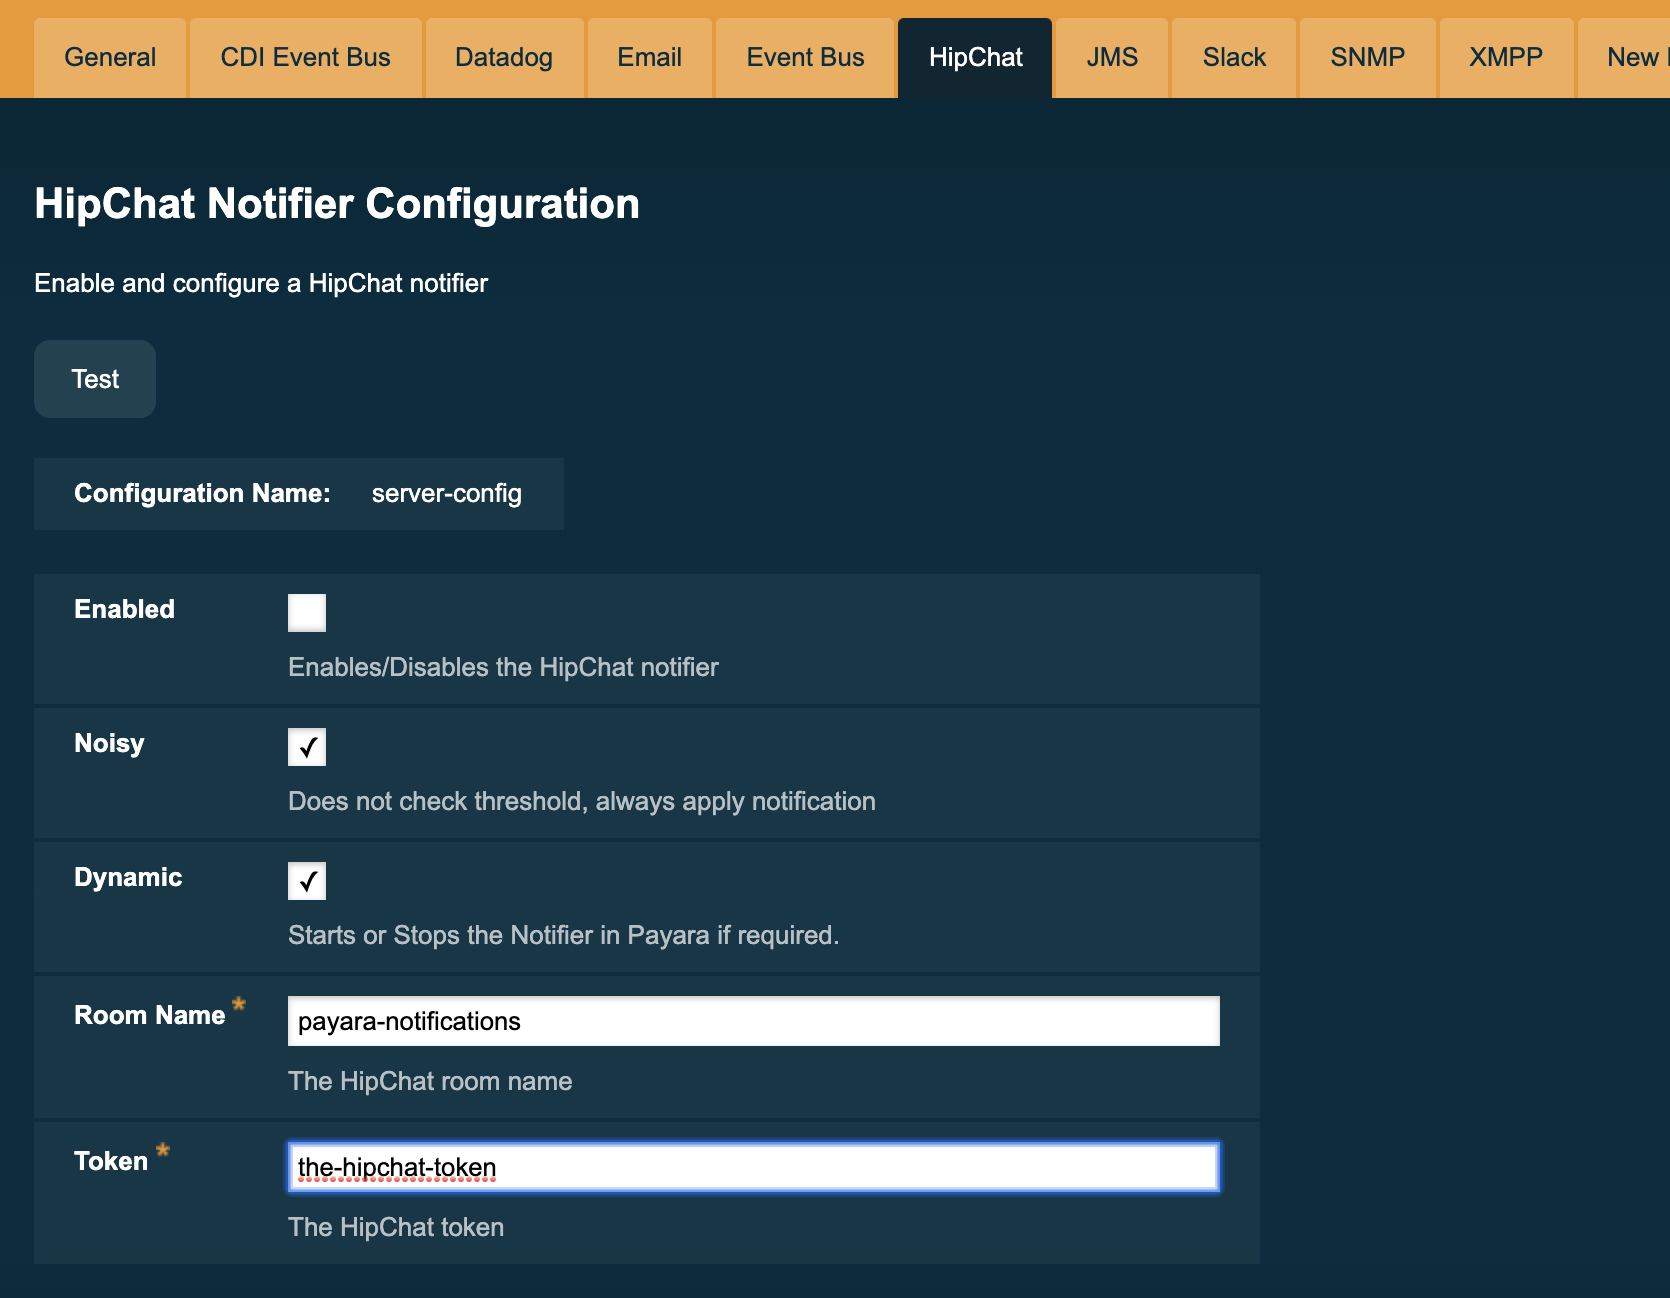 General CDI Event Bus Datadog Email Event Bus HipChat JMS Slack SNMP XMPP New
HipChat Notifier Configuration
Enable and configure a HipChat notifier
Test
Configuration Name: server-config
Enabled
Enables/Disables the HipChat notifier
Noisy
Does not check threshold, always apply notification
Dynamic
Starts or Stops the Notifier in Payara if required.
Room Name * payara-notifications
The HipChat room name
Token * the-hipchat-token
The HipChat token